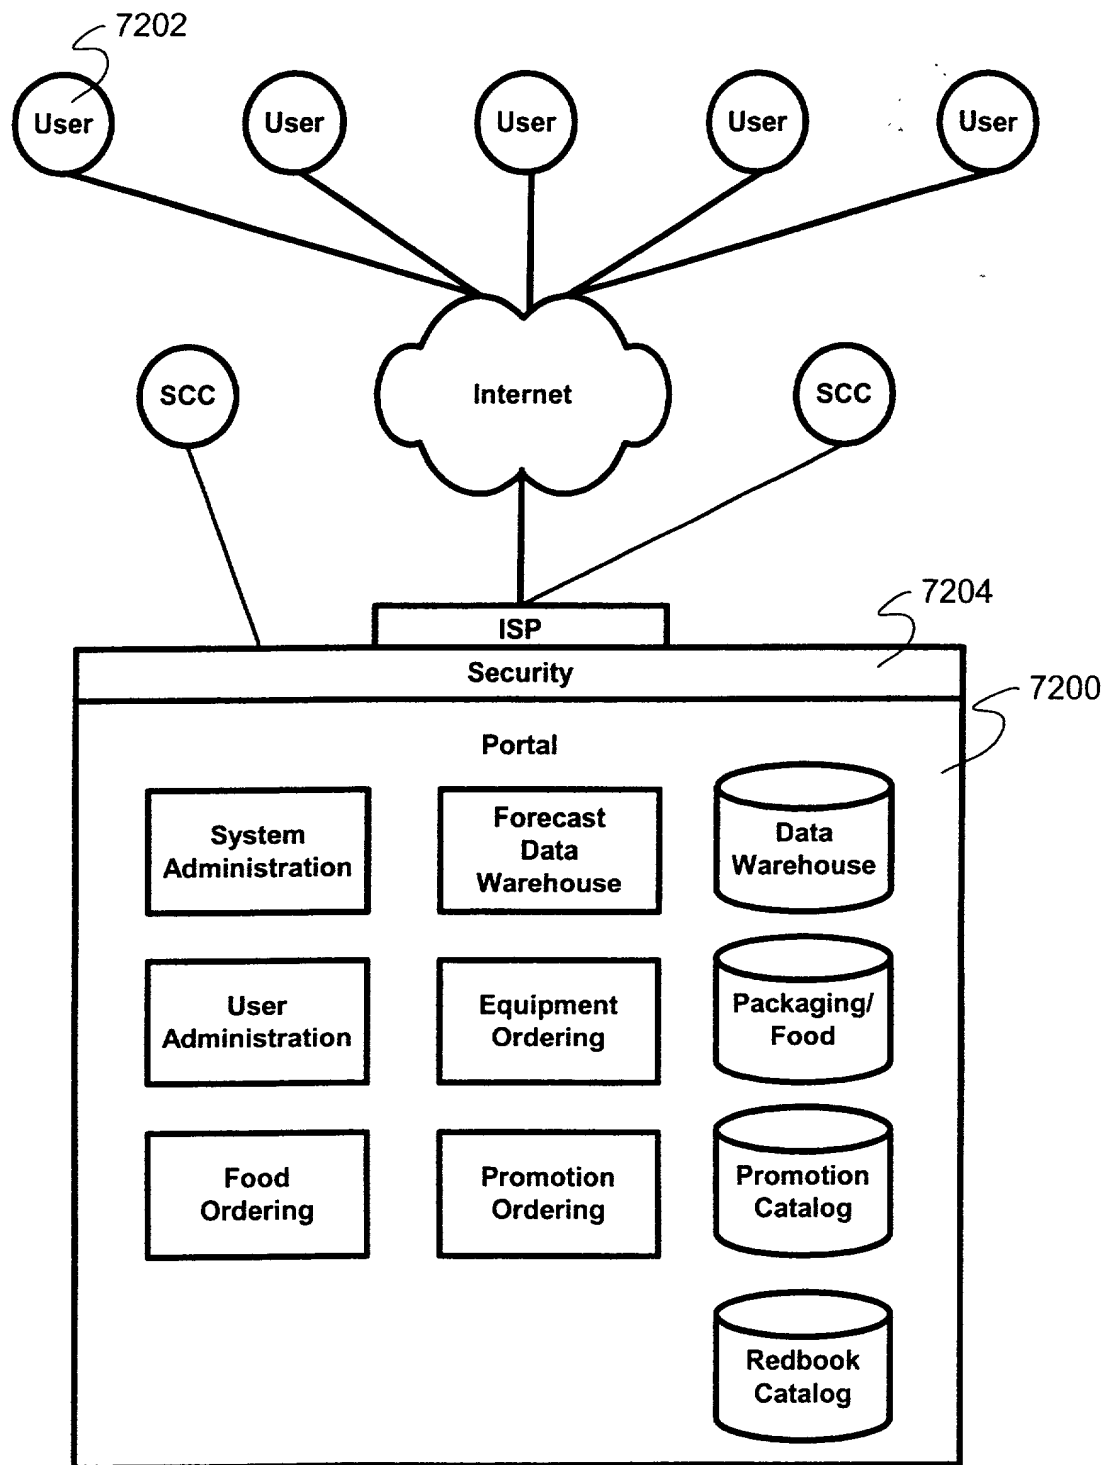 7202
User
User
User
User
User
SCC
Internet
SCC
7204
ISP
Security
7200
Portal
System
Administration
Forecast
Data
Warehouse
Data
Warehouse
User
Administration
Equipment
Ordering
Packaging/
Food
Food
Ordering
Promotion
Ordering
Promotion
Catalog
Redbook
Catalog